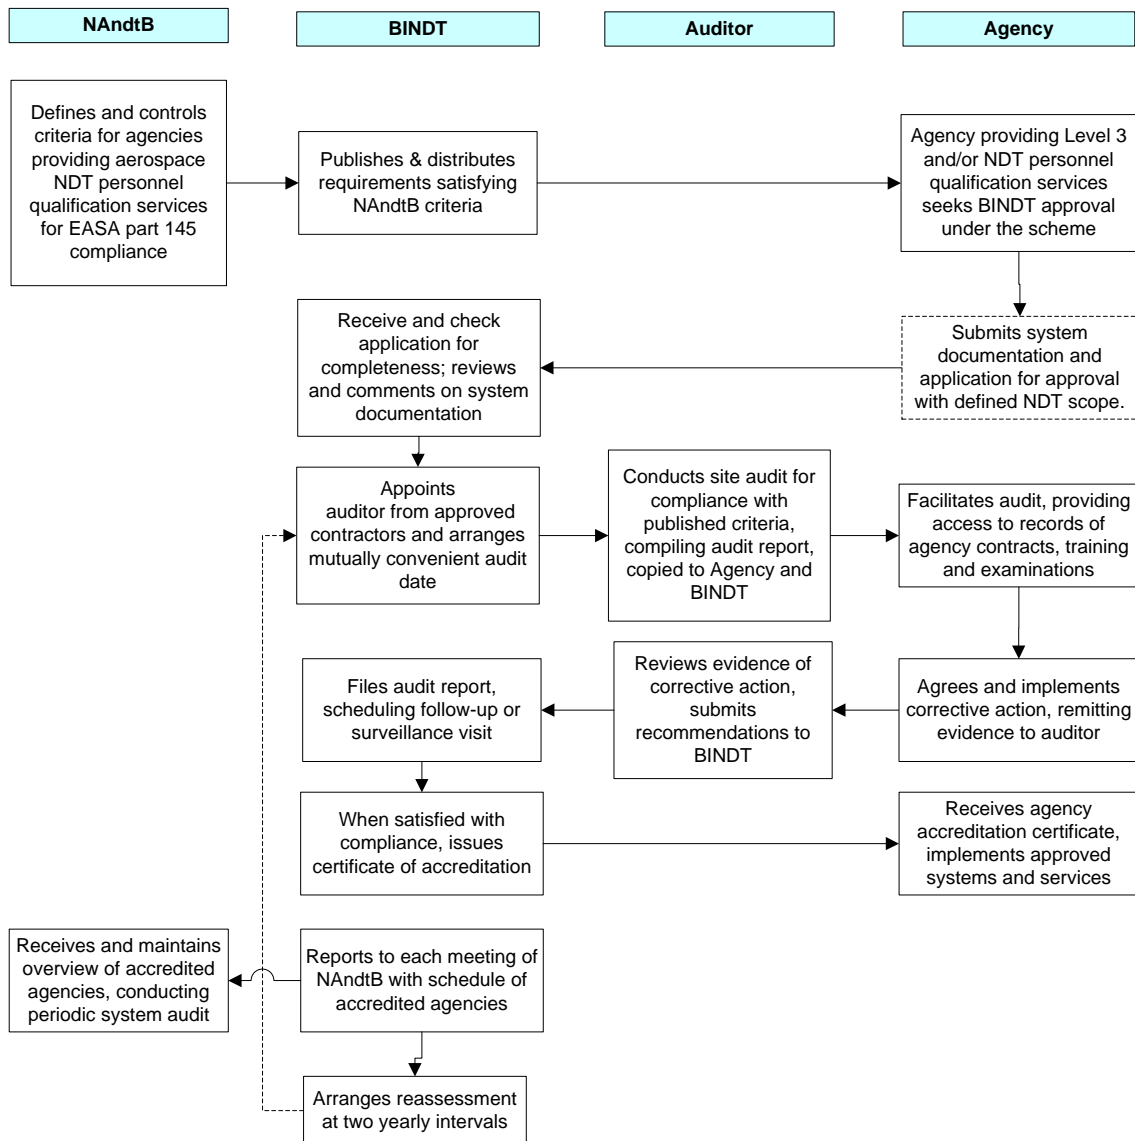 NAndtB
BINDT
Auditor
Agency
Defines and controls
criteria for agencies
providing aerospace
NDT personnel
qualification services
for EASA part 145
compliance
Publishes & distributes
requirements satisfying
NAndtB criteria
Agency providing Level 3
and/or NDT personnel
qualification services
seeks BINDT approval
under the scheme
Receive and check
application for
completeness; reviews
and comments on system
documentation
Submits system
documentation and
application for approval
with defined NDT scope.
Appoints
auditor from approved
contractors and arranges
mutually convenient audit
date
Conducts site audit for
compliance with
published criteria,
compiling audit report,
copied to Agency and
BINDT
Facilitates audit, providing
access to records of
agency contracts, training
and examinations
Files audit report,
scheduling follow-up or
surveillance visit
Reviews evidence of
corrective action,
submits
recommendations to
BINDT
Agrees and implements
corrective action, remitting
evidence to auditor
When satisfied with
compliance, issues
certificate of accreditation
Receives agency
accreditation certificate,
implements approved
systems and services
Receives and maintains
overview of accredited
agencies, conducting
periodic system audit
Reports to each meeting of
NAndtB with schedule of
accredited agencies
Arranges reassessment
at two yearly intervals